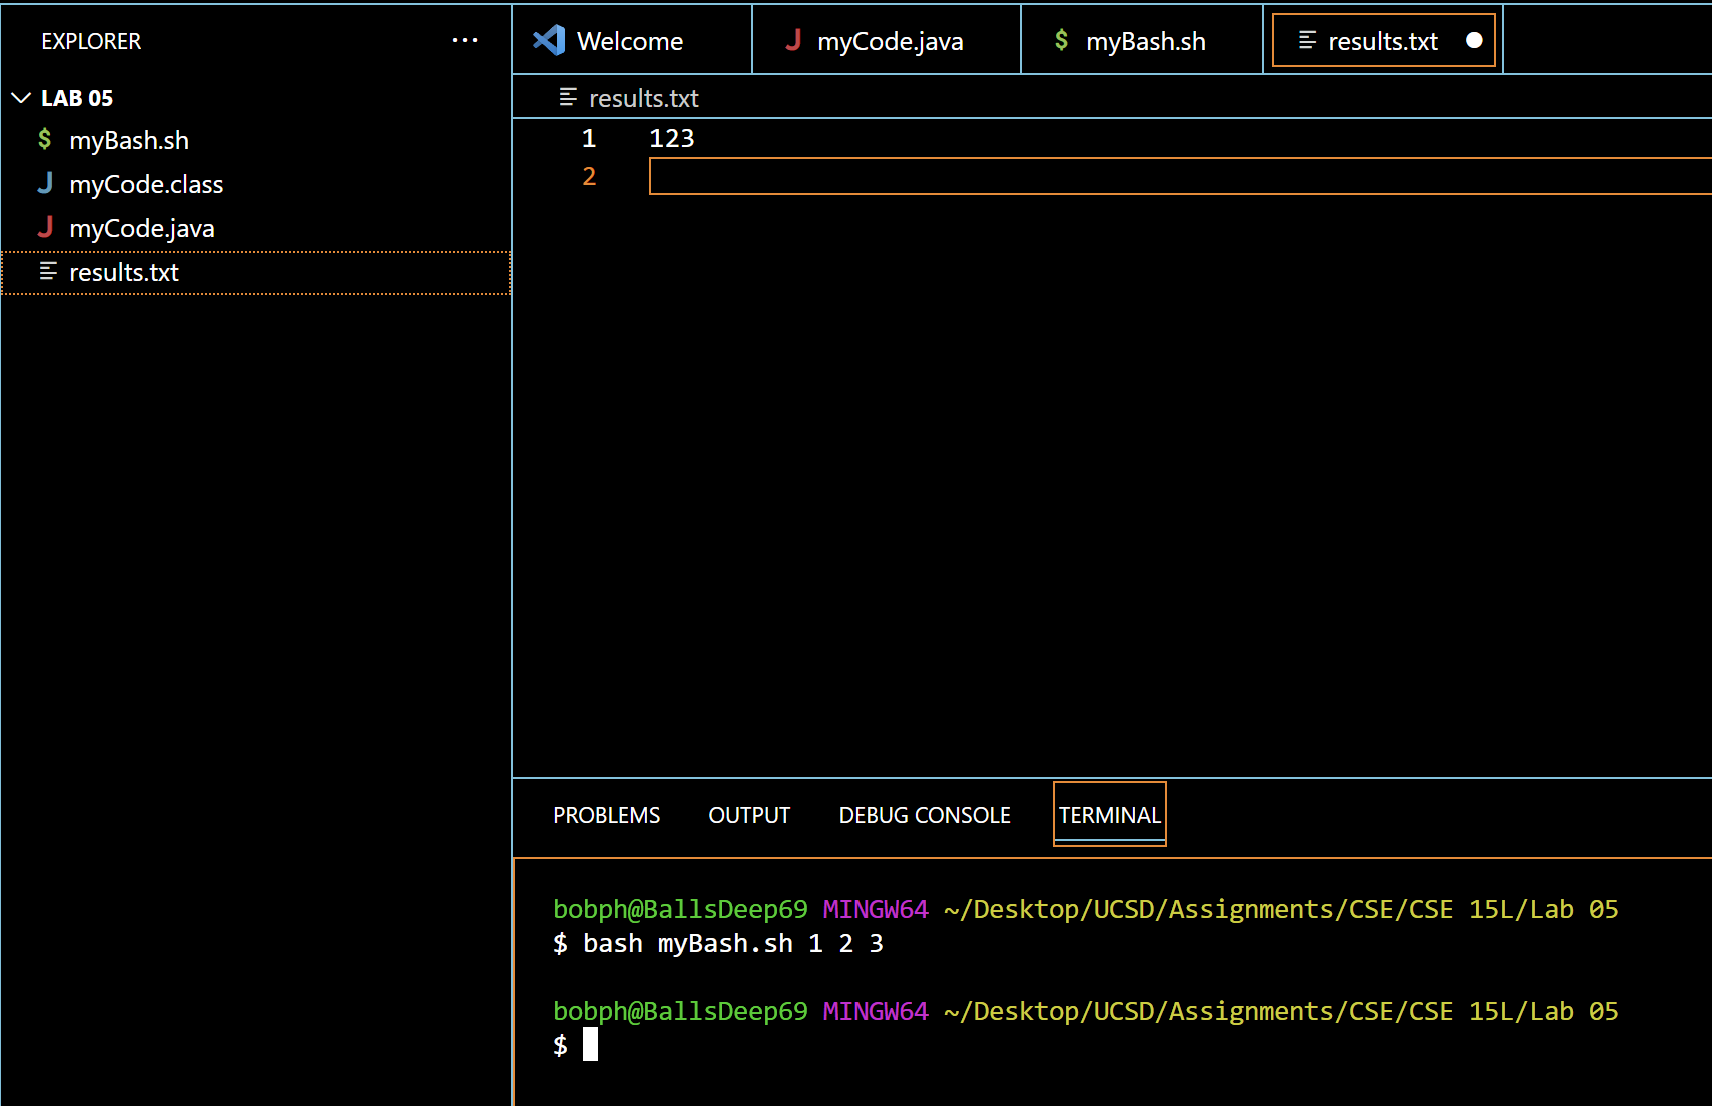 EXPLORER ...
LAB 05
myBash.sh
myCode.class
myCode.java
results.txt
Welcome myCode.java myBash.sh results.txt
results.txt
1 123
2
PROBLEMS OUTPUT DEBUG CONSOLE TERMINAL
bobph@BallsDeep69 MINGW64 ~/Desktop/UCSD/Assignments/CSE/CSE 15L/Lab 05
$ bash myBash.sh 1 2 3
bobph@BallsDeep69 MINGW64 ~/Desktop/UCSD/Assignments/CSE/CSE 15L/Lab 05
$